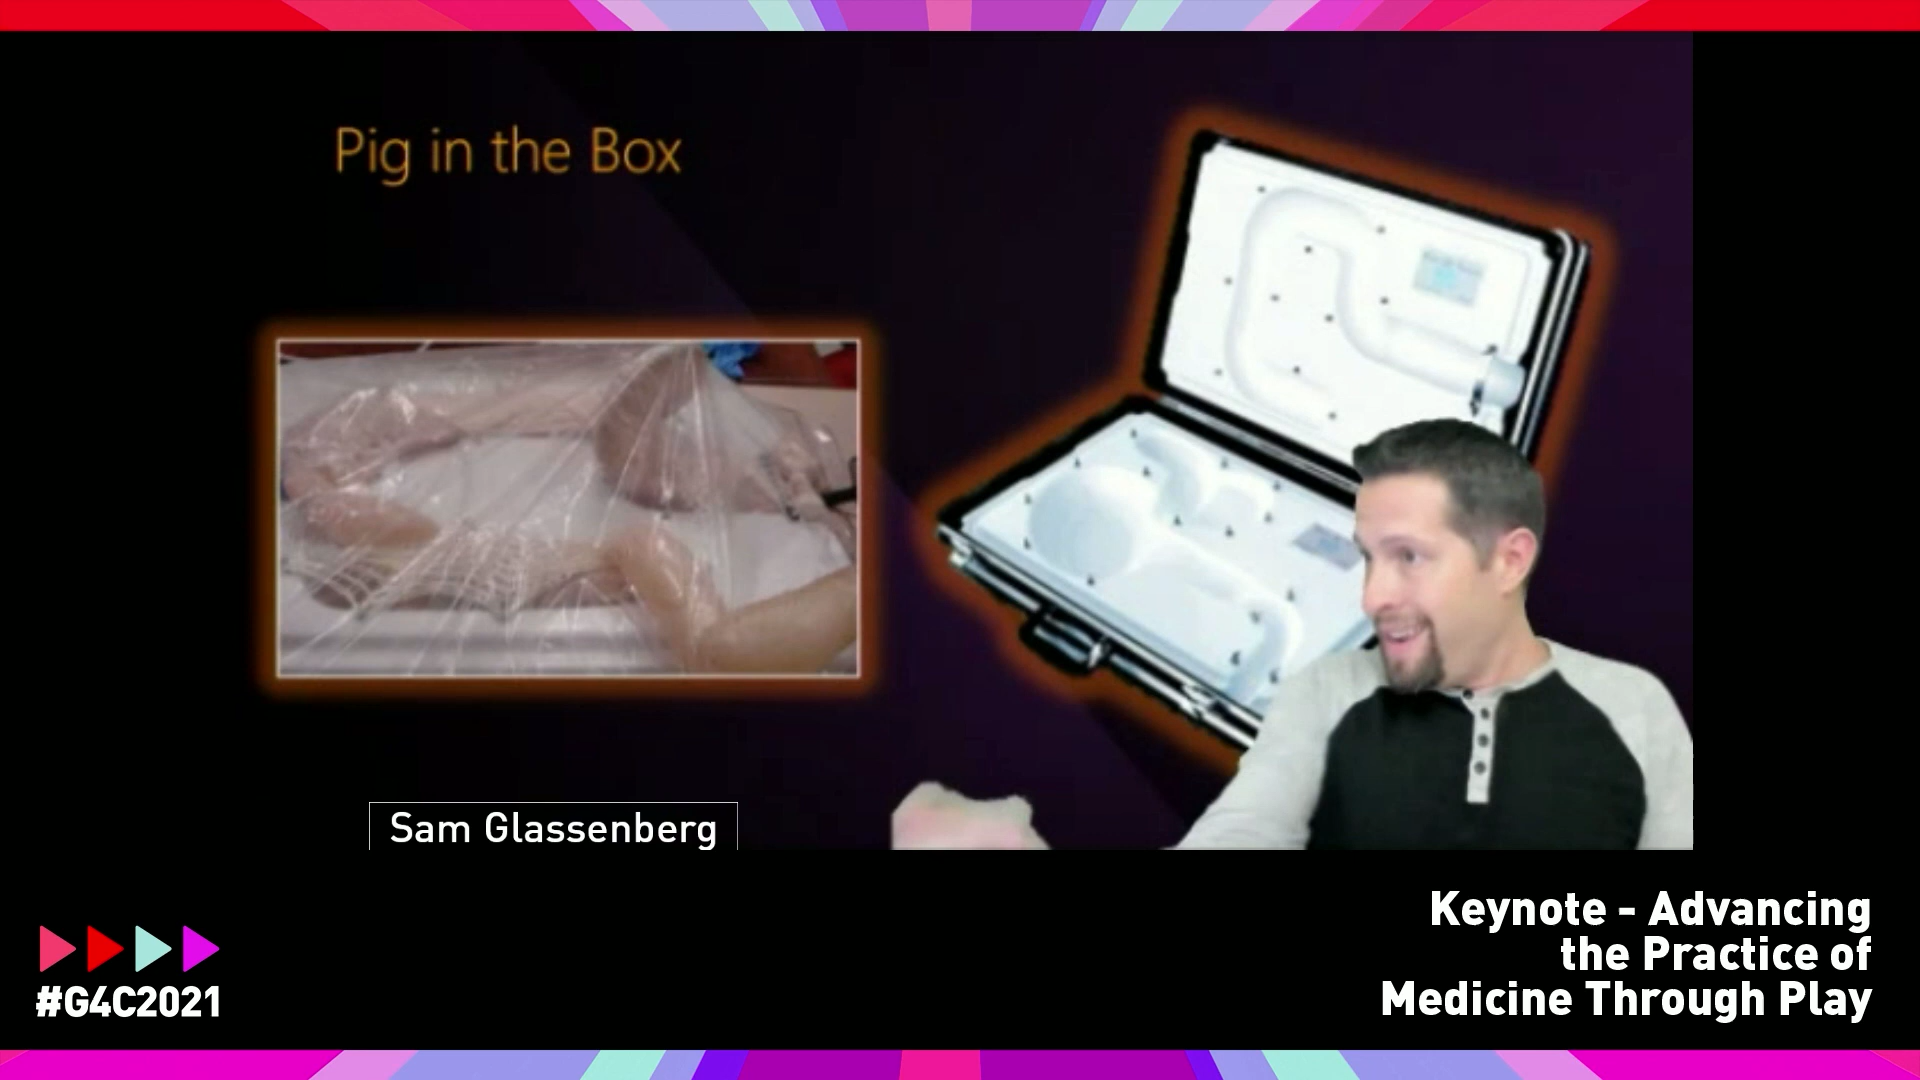 Pig in the Box
Sam Glassenberg
#G4C2021
Keynote - Advancing
the Practice of
Medicine Through Play